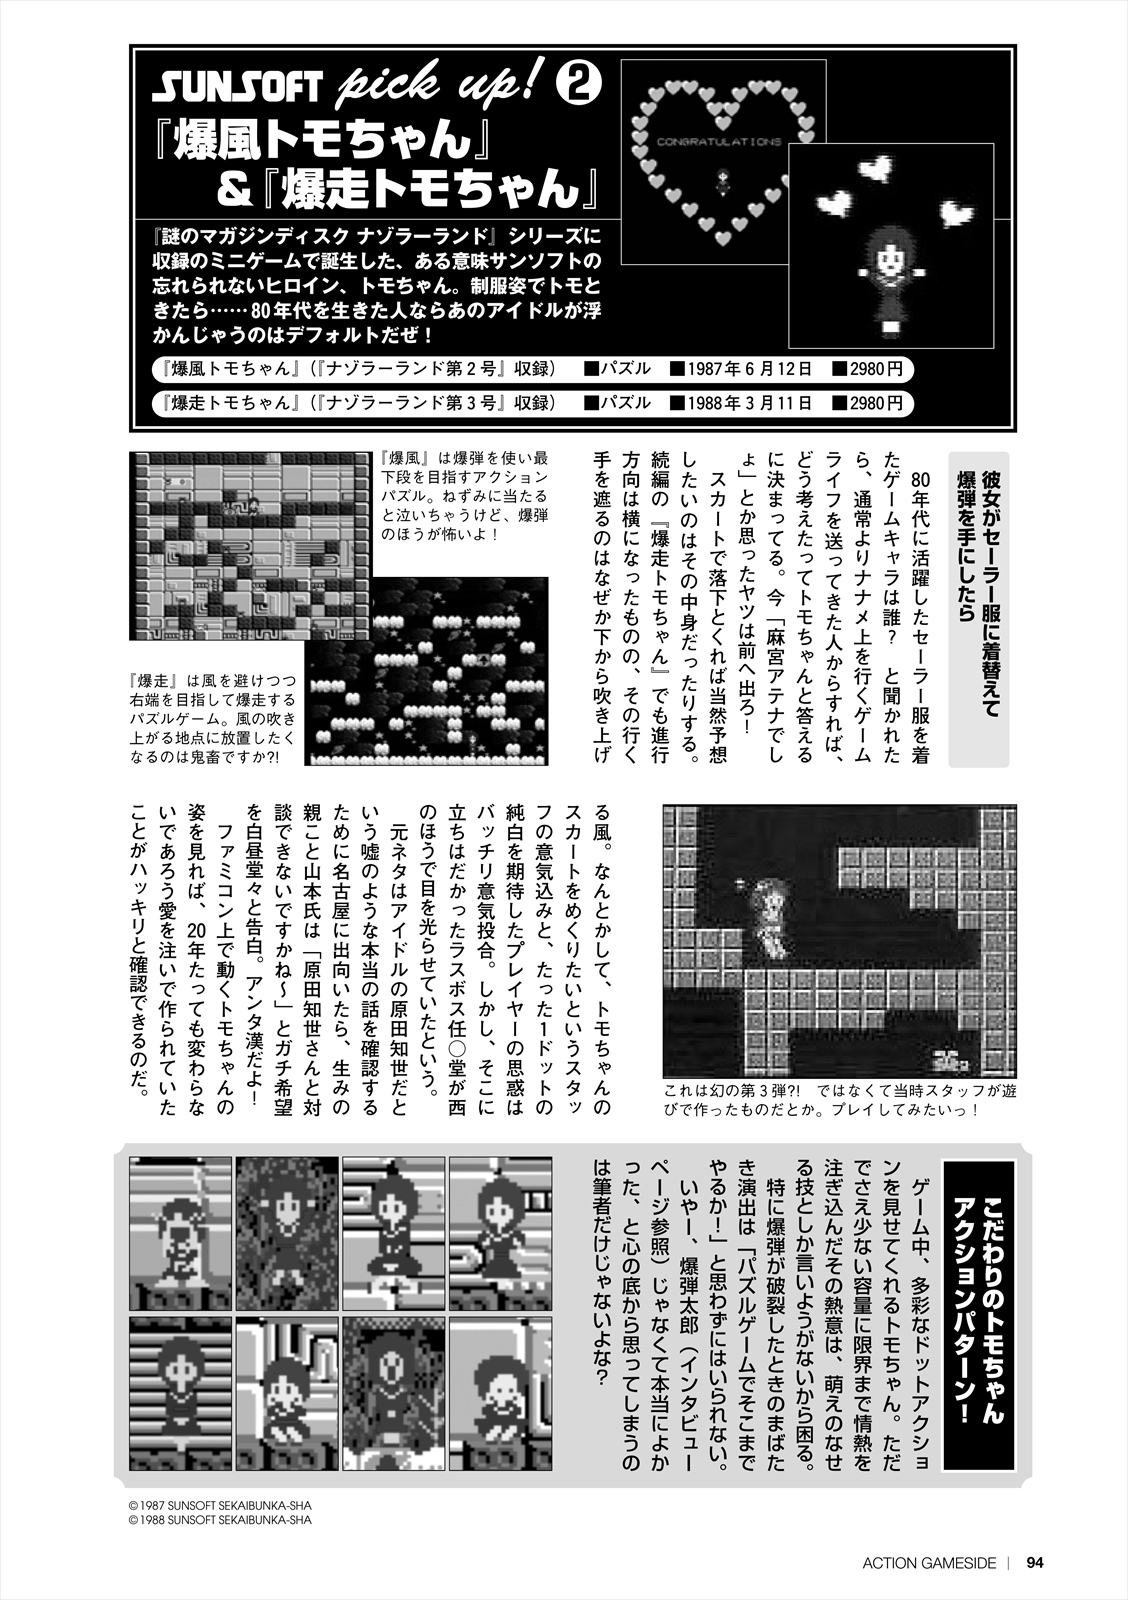 SUNSOFT pick up! ❷
『爆風トモちゃん』
&『爆走トモちゃん』
CONGRATULATIONS
『謎のマガジンディスク ナゾラーランド』シリーズに
収録のミニゲームで誕生した、ある意味サンソフトの
忘れられないヒロイン、トモちゃん。制服姿でトモと
きたら……80年代を生きた人ならあのアイドルが浮
かんじゃうのはデフォルトだぜ！
『爆風トモちゃん』（『ナゾラーランド第２号』収録）　■パズル　■1987年６月12日　■2980円
『爆走トモちゃん』（『ナゾラーランド第３号』収録）　■パズル　■1988年３月11日　■2980円
彼女がセーラー服に着替えて
爆弾を手にしたら
80年代に活躍したセーラー服を着
たゲームキャラは誰？　と聞かれた
ら、通常よりナナメ上を行くゲーム
ライフを送ってきた人からすれば、
どう考えたってトモちゃんと答える
に決まってる。今「麻宮アテナでし
ょ」とか思ったヤツは前へ出ろ！
スカートで落下とくれば当然予想
したいのはその中身だったりする。
続編の『爆走トモちゃん』でも進行
方向は横になったものの、その行く
手を遮るのはなぜか下から吹き上げ
『爆風』は爆弾を使い最
下段を目指すアクション
パズル。ねずみに当たる
と泣いちゃうけど、爆弾
のほうが怖いよ！
『爆走』は風を避けつつ
右端を目指して爆走する
パズルゲーム。風の吹き
上がる地点に放置したく
なるのは鬼畜ですか?!
これは幻の第３弾?!　ではなくて当時スタッフが遊
びで作ったものだとか。プレイしてみたいっ！
る風。なんとかして、トモちゃんの
スカートをめくりたいというスタッ
フの意気込みと、たった１ドットの
純白を期待したプレイヤーの思惑は
バッチリ意気投合。しかし、そこに
立ちはだかったラスボス任〇堂が西
のほうで目を光らせていたという。
元ネタはアイドルの原田知世だと
いう嘘のような本当の話を確認する
ために名古屋に出向いたら、生みの
親こと山本氏は「原田知世さんと対
談できないですかね〜」とガチ希望
を白昼堂々と告白。アンタ漢だよ！
ファミコン上で動くトモちゃんの
姿を見れば、20年たっても変わらな
いであろう愛を注いで作られていた
ことがハッキリと確認できるのだ。
こだわりのトモちゃん
アクションパターン！
ゲーム中、多彩なドットアクショ
ンを見せてくれるトモちゃん。ただ
でさえ少ない容量に限界まで情熱を
注ぎ込んだその熱意は、萌えのなせ
る技としか言いようがないから困る。
特に爆弾が破裂したときのまばた
き演出は「パズルゲームでそこまで
やるか！」と思わずにはいられない。
いやー、爆弾太郎（インタビュー
ページ参照）じゃなくて本当によか
った、と心の底から思ってしまうの
は筆者だけじゃないよな？
©1987 SUNSOFT SEKAIBUNKA-SHA
©1988 SUNSOFT SEKAIBUNKA-SHA
ACTION GAMESIDE | 94